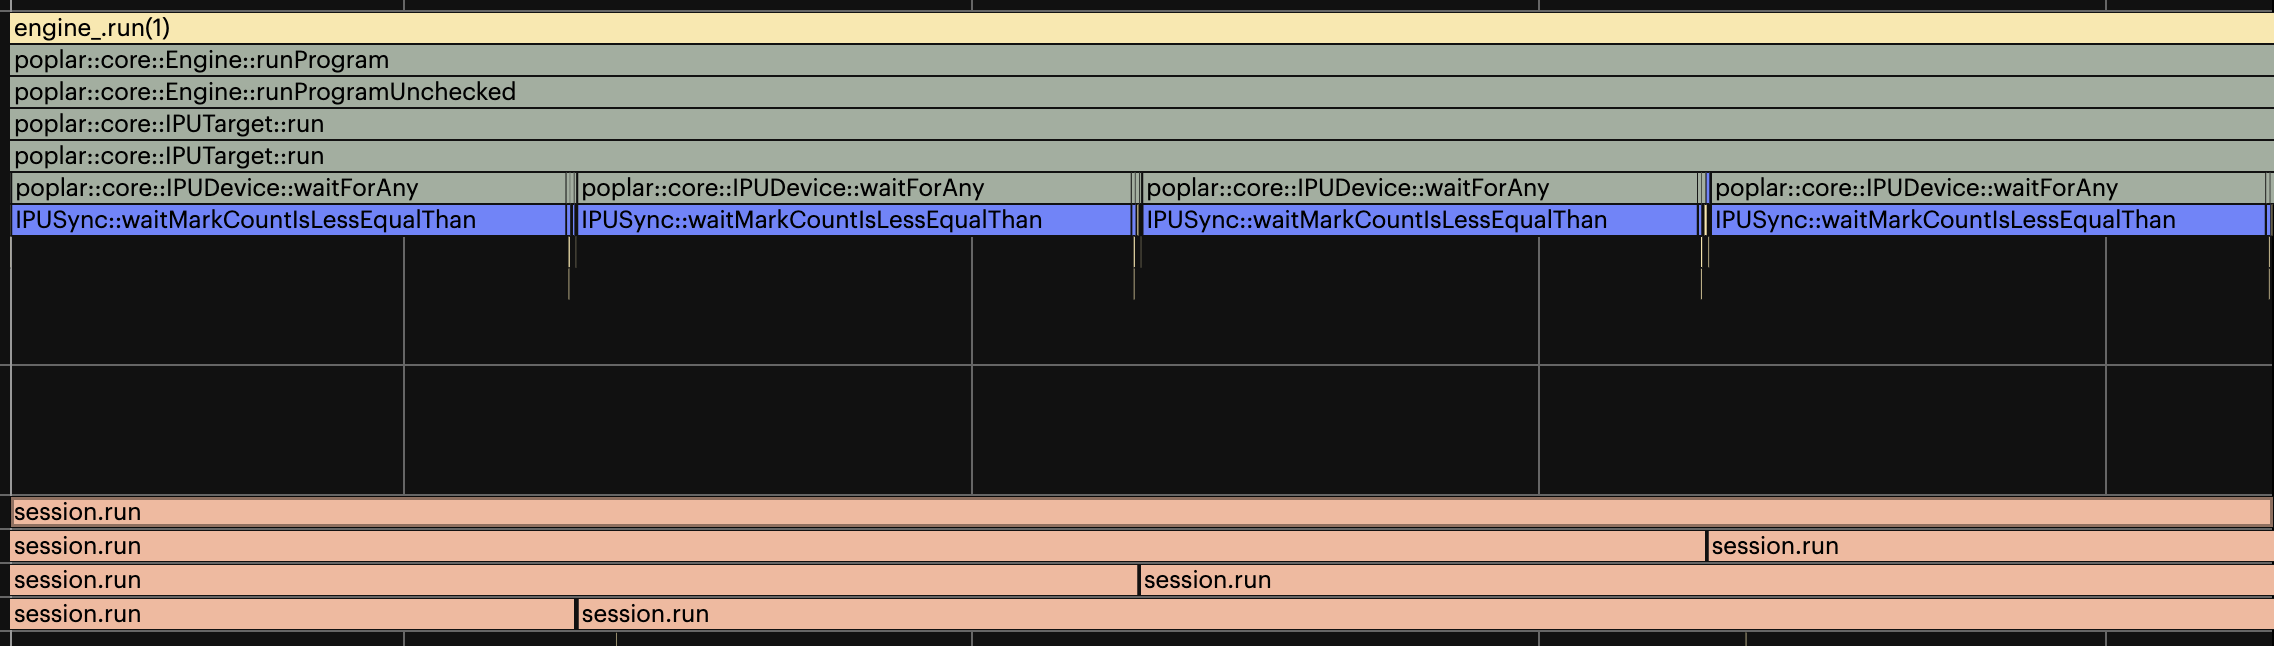 engine_.run(1)
poplar::core::Engine::runProgram
poplar::core::Engine::runProgramUnchecked
poplar::core::IPUTarget::run
poplar::core::IPUTarget::run
poplar::core::IPUDevice::waitForAny poplar::core::IPUDevice::waitForAny poplar::core::IPUDevice::waitForAny poplar::core::IPUDevice::waitForAny
IPUSync::waitMarkCountIsLessEqualThan IPUSync::waitMarkCountIsLessEqualThan IPUSync::waitMarkCountIsLessEqualThan IPUSync::waitMarkCountIsLessEqualThan
session.run
session.run session.run
session.run session.run
session.run session.run